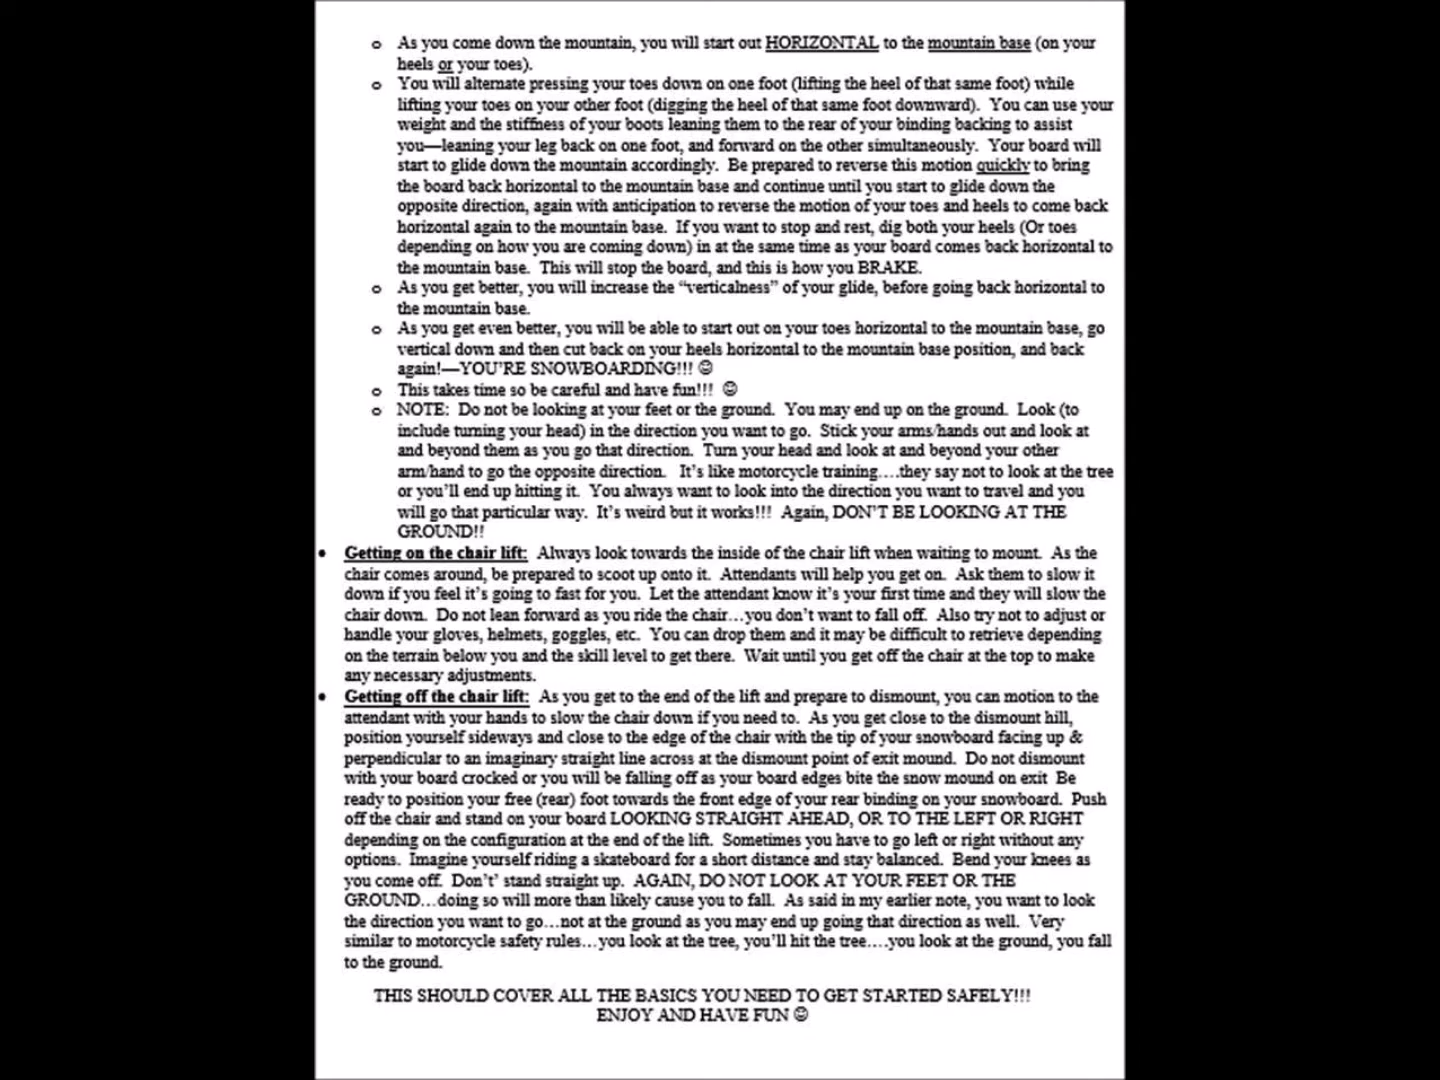 o As you come down the mountain, you will start out HORIZONTAL to the mountain base (on your
heels or your toes).
o You will alternate pressing your toes down on one foot (lifting the heel of that same foot) while
lifting your toes on your other foot (digging the heel of that same foot downward). You can use your
weight and the stiffness of your boots leaning them to the rear of your binding backing to assist
you—leaning your leg back on one foot, and forward on the other simultaneously. Your board will
start to glide down the mountain accordingly. Be prepared to reverse this motion quickly to bring
the board back horizontal to the mountain base and continue until you start to glide down the
opposite direction, again with anticipation to reverse the motion of your toes and heels to come back
horizontal again to the mountain base. If you want to stop and rest, dig both your heels (Or toes
depending on how you are coming down) in at the same time as your board comes back horizontal to
the mountain base. This will stop the board, and this is how you BRAKE.
o As you get better, you will increase the “verticalness” of your glide, before going back horizontal to
the mountain base.
o As you get even better, you will be able to start out on your toes horizontal to the mountain base, go
vertical down and then cut back on your heels horizontal to the mountain base position, and back
again!—YOU’RE SNOWBOARDING!!! ☺
o This takes time so be careful and have fun!!! ☺
o NOTE: Do not be looking at your feet or the ground. You may end up on the ground. Look (to
include turning your head) in the direction you want to go. Stick your arms/hands out and look at
and beyond them as you go that direction. Turn your head and look at and beyond your other
arm/hand to go the opposite direction. It’s like motorcycle training….they say not to look at the tree
or you’ll end up hitting it. You always want to look into the direction you want to travel and you
will go that particular way. It’s weird but it works!!! Again, DON’T BE LOOKING AT THE
GROUND!!
• Getting on the chair lift: Always look towards the inside of the chair lift when waiting to mount. As the
chair comes around, be prepared to scoot up onto it. Attendants will help you get on. Ask them to slow it
down if you feel it’s going to fast for you. Let the attendant know it’s your first time and they will slow the
chair down. Do not lean forward as you ride the chair…you don’t want to fall off. Also try not to adjust or
handle your gloves, helmets, goggles, etc. You can drop them and it may be difficult to retrieve depending
on the terrain below you and the skill level to get there. Wait until you get off the chair at the top to make
any necessary adjustments.
• Getting off the chair lift: As you get to the end of the lift and prepare to dismount, you can motion to the
attendant with your hands to slow the chair down if you need to. As you get close to the dismount hill,
position yourself sideways and close to the edge of the chair with the tip of your snowboard facing up &
perpendicular to an imaginary straight line across at the dismount point of exit mound. Do not dismount
with your board crocked or you will be falling off as your board edges bite the snow mound on exit Be
ready to position your free (rear) foot towards the front edge of your rear binding on your snowboard. Push
off the chair and stand on your board LOOKING STRAIGHT AHEAD, OR TO THE LEFT OR RIGHT
depending on the configuration at the end of the lift. Sometimes you have to go left or right without any
options. Imagine yourself riding a skateboard for a short distance and stay balanced. Bend your knees as
you come off. Don’t’ stand straight up. AGAIN, DO NOT LOOK AT YOUR FEET OR THE
GROUND…doing so will more than likely cause you to fall. As said in my earlier note, you want to look
the direction you want to go…not at the ground as you may end up going that direction as well. Very
similar to motorcycle safety rules…you look at the tree, you’ll hit the tree….you look at the ground, you fall
to the ground.
THIS SHOULD COVER ALL THE BASICS YOU NEED TO GET STARTED SAFELY!!!
ENJOY AND HAVE FUN ☺